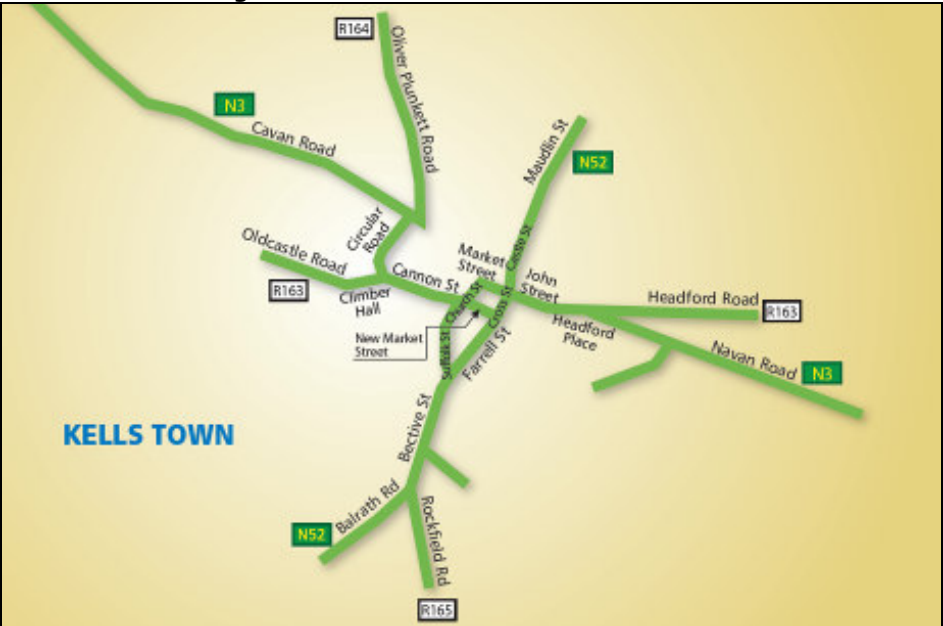 R164
Oliver Plunkett Road
N3
Cavan Road
Maudlin St
N52
Circular
Road
Oldcastle Road
R163
Climber
Hall
Cannon St
Market
Street
Castle St
John
Street
Church St
Cross St
Headford Road
R163
Headford
Place
New Market
Street
Suffolk St
Farrell St
Navan Road
N3
KELLS TOWN
Bective St
Balrath Rd
N52
Rockfield Rd
R165